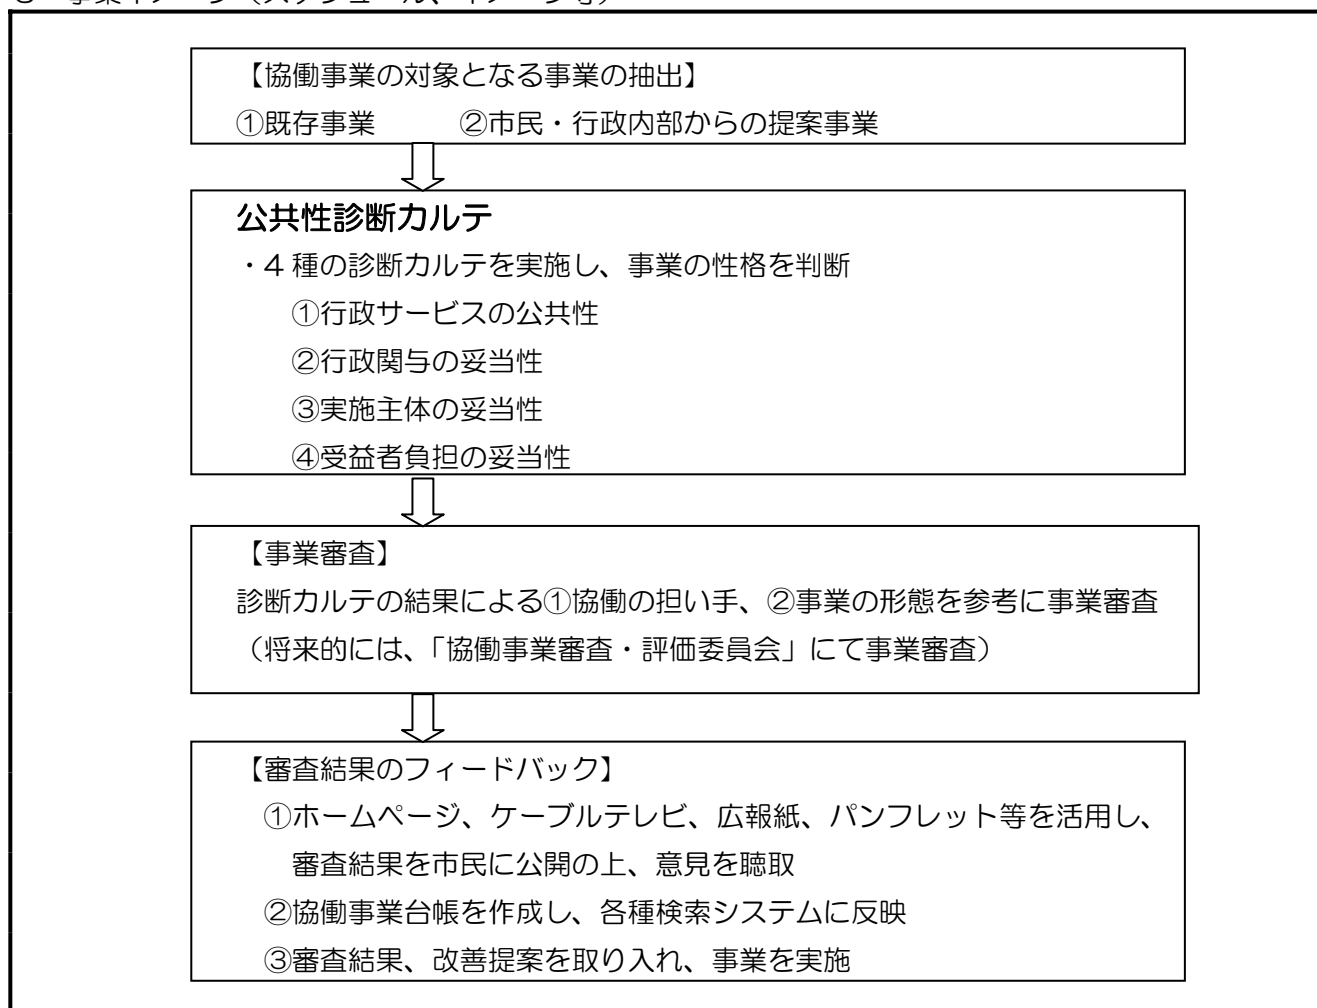 【協働事業の対象となる事業の抽出】
①既存事業　　　②市民・行政内部からの提案事業
公共性診断カルテ
・4 種の診断カルテを実施し、事業の性格を判断
①行政サービスの公共性
②行政関与の妥当性
③実施主体の妥当性
④受益者負担の妥当性
【事業審査】
診断カルテの結果による①協働の担い手、②事業の形態を参考に事業審査
（将来的には、「協働事業審査・評価委員会」にて事業審査）
【審査結果のフィードバック】
①ホームページ、ケーブルテレビ、広報紙、パンフレット等を活用し、
審査結果を市民に公開の上、意見を聴取
②協働事業台帳を作成し、各種検索システムに反映
③審査結果、改善提案を取り入れ、事業を実施